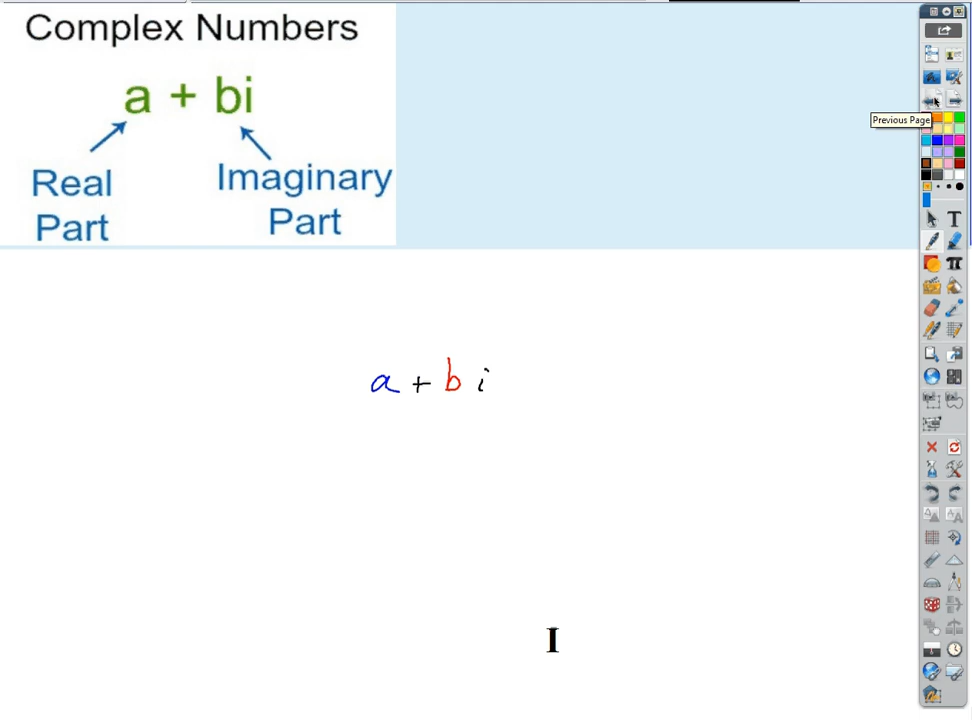 Complex Numbers
a + bi
Real Part
Imaginary Part
Previous Page
a + b i